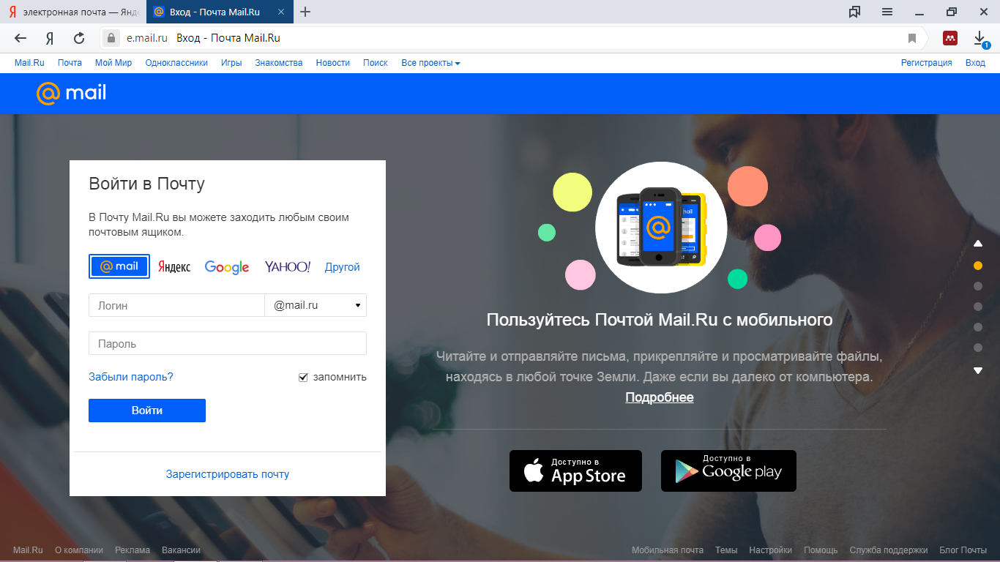 электронная почта — Янде
Вход - Почта Mail.Ru
e.mail.ru Вход - Почта Mail.Ru
1
Mail.Ru Почта Мой Мир Одноклассники Игры Знакомства Новости Поиск Все проекты Регистрация Вход
@mail
Войти в Почту
В Почту Mail.Ru вы можете заходить любым своим
почтовым ящиком.
@mail Яндекс Google YAHOO! Другой
Логин @mail.ru
Пароль
Забыли пароль? запомнить
Войти
Зарегистрировать почту
Пользуйтесь Почтой Mail.Ru с мобильного
Читайте и отправляйте письма, прикрепляйте и просматривайте файлы,
находясь в любой точке Земли. Даже если вы далеко от компьютера.
Подробнее
Доступно в
App Store
Доступно в
Google play
Mail.Ru О компании Реклама Вакансии Мобильная почта Темы Настройки Помощь Служба поддержки Блог Почты